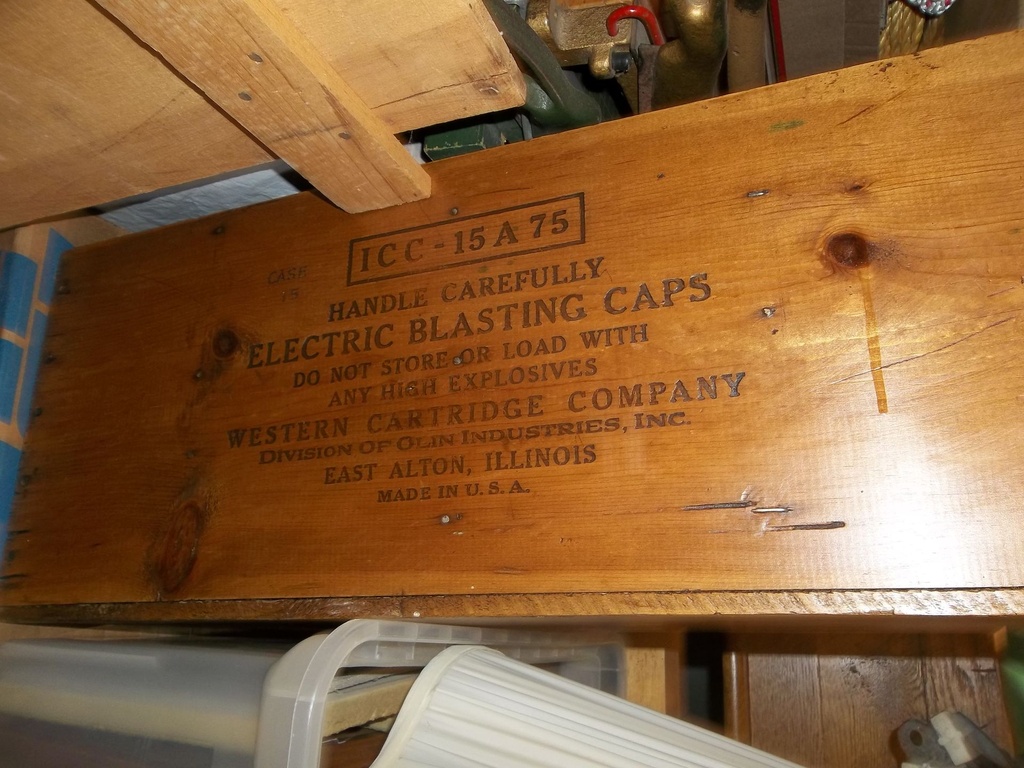 ICC - 15 A 75
CASE
75
HANDLE CAREFULLY
ELECTRIC BLASTING CAPS
DO NOT STORE OR LOAD WITH
ANY HIGH EXPLOSIVES
WESTERN CARTRIDGE COMPANY
DIVISION OF OLIN INDUSTRIES, INC.
EAST ALTON, ILLINOIS
MADE IN U.S.A.